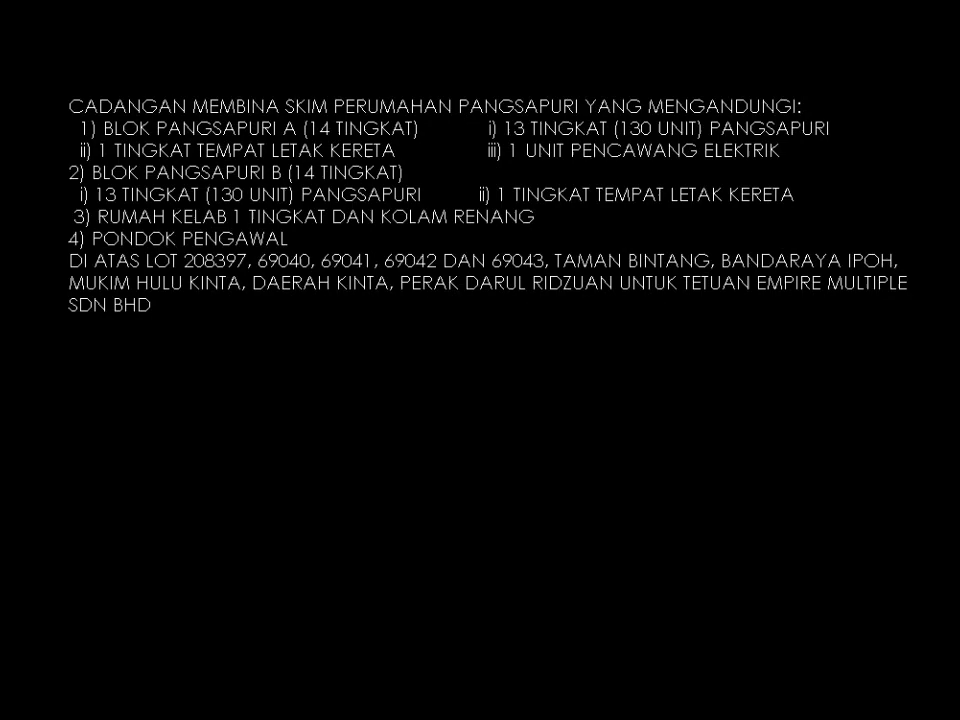 CADANGAN MEMBINA SKIM PERUMAHAN PANGSAPURI YANG MENGANDUNGI:
1) BLOK PANGSAPURI A (14 TINGKAT) i) 13 TINGKAT (130 UNIT) PANGSAPURI
ii) 1 TINGKAT TEMPAT LETAK KERETA iii) 1 UNIT PENCAWANG ELEKTRIK
2) BLOK PANGSAPURI B (14 TINGKAT)
i) 13 TINGKAT (130 UNIT) PANGSAPURI ii) 1 TINGKAT TEMPAT LETAK KERETA
3) RUMAH KELAB 1 TINGKAT DAN KOLAM RENANG
4) PONDOK PENGAWAL
DI ATAS LOT 208397, 69040, 69041, 69042 DAN 69043, TAMAN BINTANG, BANDARAYA IPOH,
MUKIM HULU KINTA, DAERAH KINTA, PERAK DARUL RIDZUAN UNTUK TETUAN EMPIRE MULTIPLE
SDN BHD